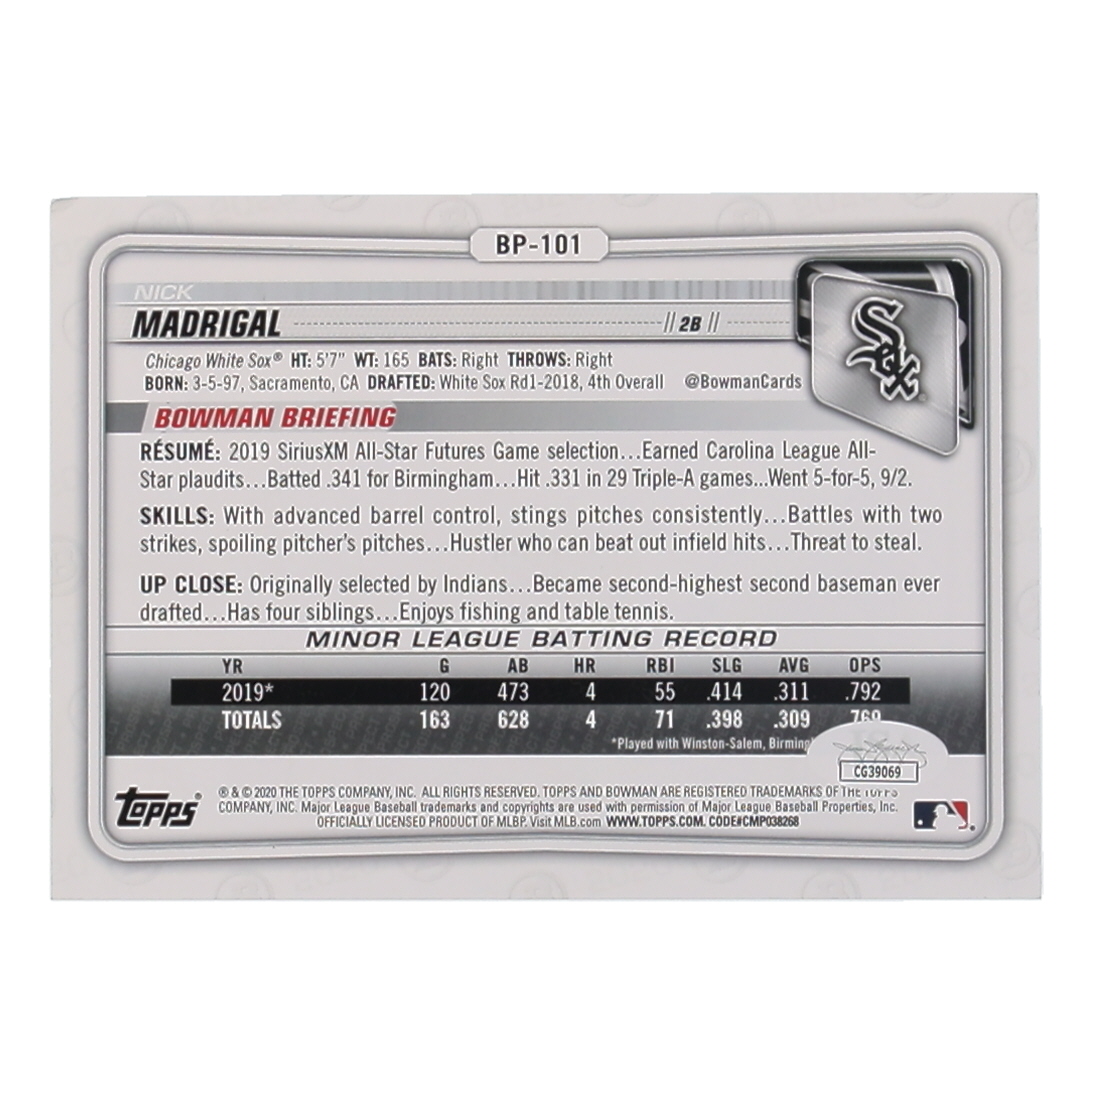 BP-101
NICK
MADRIGAL // 2B //
Chicago White Sox® HT: 5'7" WT: 165 BATS: Right THROWS: Right
BORN: 3-5-97, Sacramento, CA DRAFTED: White Sox Rd1-2018, 4th Overall @BowmanCards
Sox
BOWMAN BRIEFING
RÉSUMÉ: 2019 SiriusXM All-Star Futures Game selection...Earned Carolina League All-
Star plaudits...Batted .341 for Birmingham...Hit .331 in 29 Triple-A games...Went 5-for-5, 9/2.
SKILLS: With advanced barrel control, stings pitches consistently...Battles with two
strikes, spoiling pitcher's pitches...Hustler who can beat out infield hits...Threat to steal.
UP CLOSE: Originally selected by Indians...Became second-highest second baseman ever
drafted...Has four siblings...Enjoys fishing and table tennis.
MINOR LEAGUE BATTING RECORD
YR G AB HR RBI SLG AVG OPS
2019* 120 473 4 55 .414 .311 .792
TOTALS 163 628 4 71 .398 .309 .769
*Played with Winston-Salem,
CG39069
TOPPS®
® & © 2020 THE TOPPS COMPANY, INC. ALL RIGHTS RESERVED. TOPPS AND BOWMAN ARE REGISTERED TRADEMARKS OF THE TOPPS
COMPANY, INC. Major League Baseball trademarks and copyrights are used with permission of Major League Baseball Properties, Inc.
OFFICIALLY LICENSED PRODUCT OF MLBP. Visit MLB.com WWW.TOPPS.COM. CODE#CMP038268